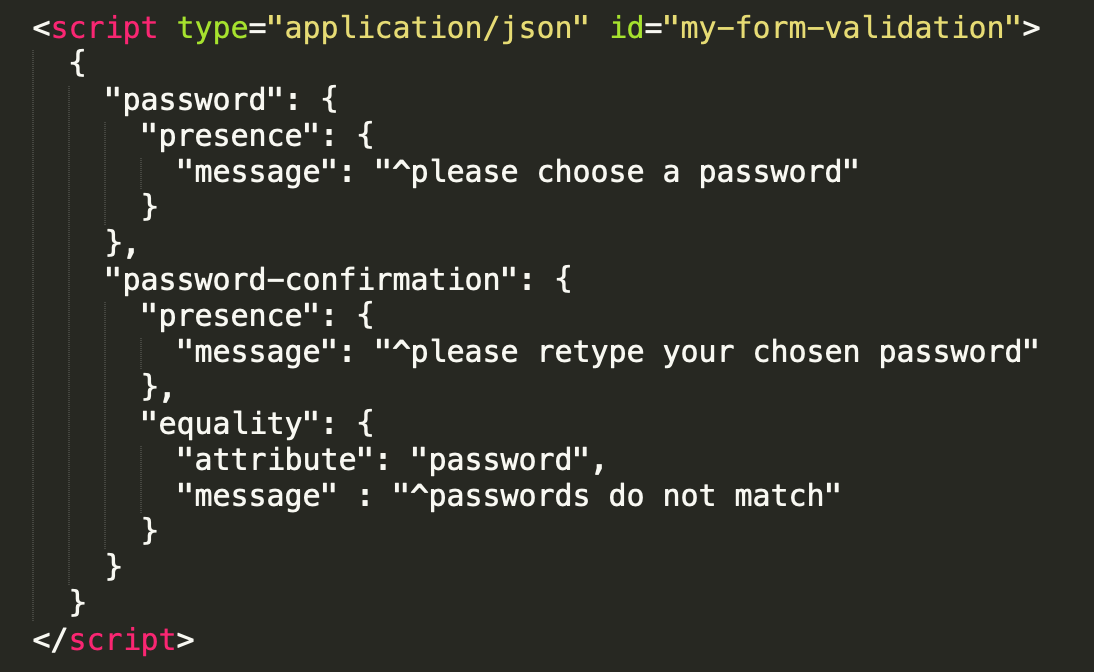 <script type="application/json" id="my-form-validation">
  {
    "password": {
      "presence": {
        "message": "^please choose a password"
      }
    },
    "password-confirmation": {
      "presence": {
        "message": "^please retype your chosen password"
      },
      "equality": {
        "attribute": "password",
        "message" : "^passwords do not match"
      }
    }
  }
</script>